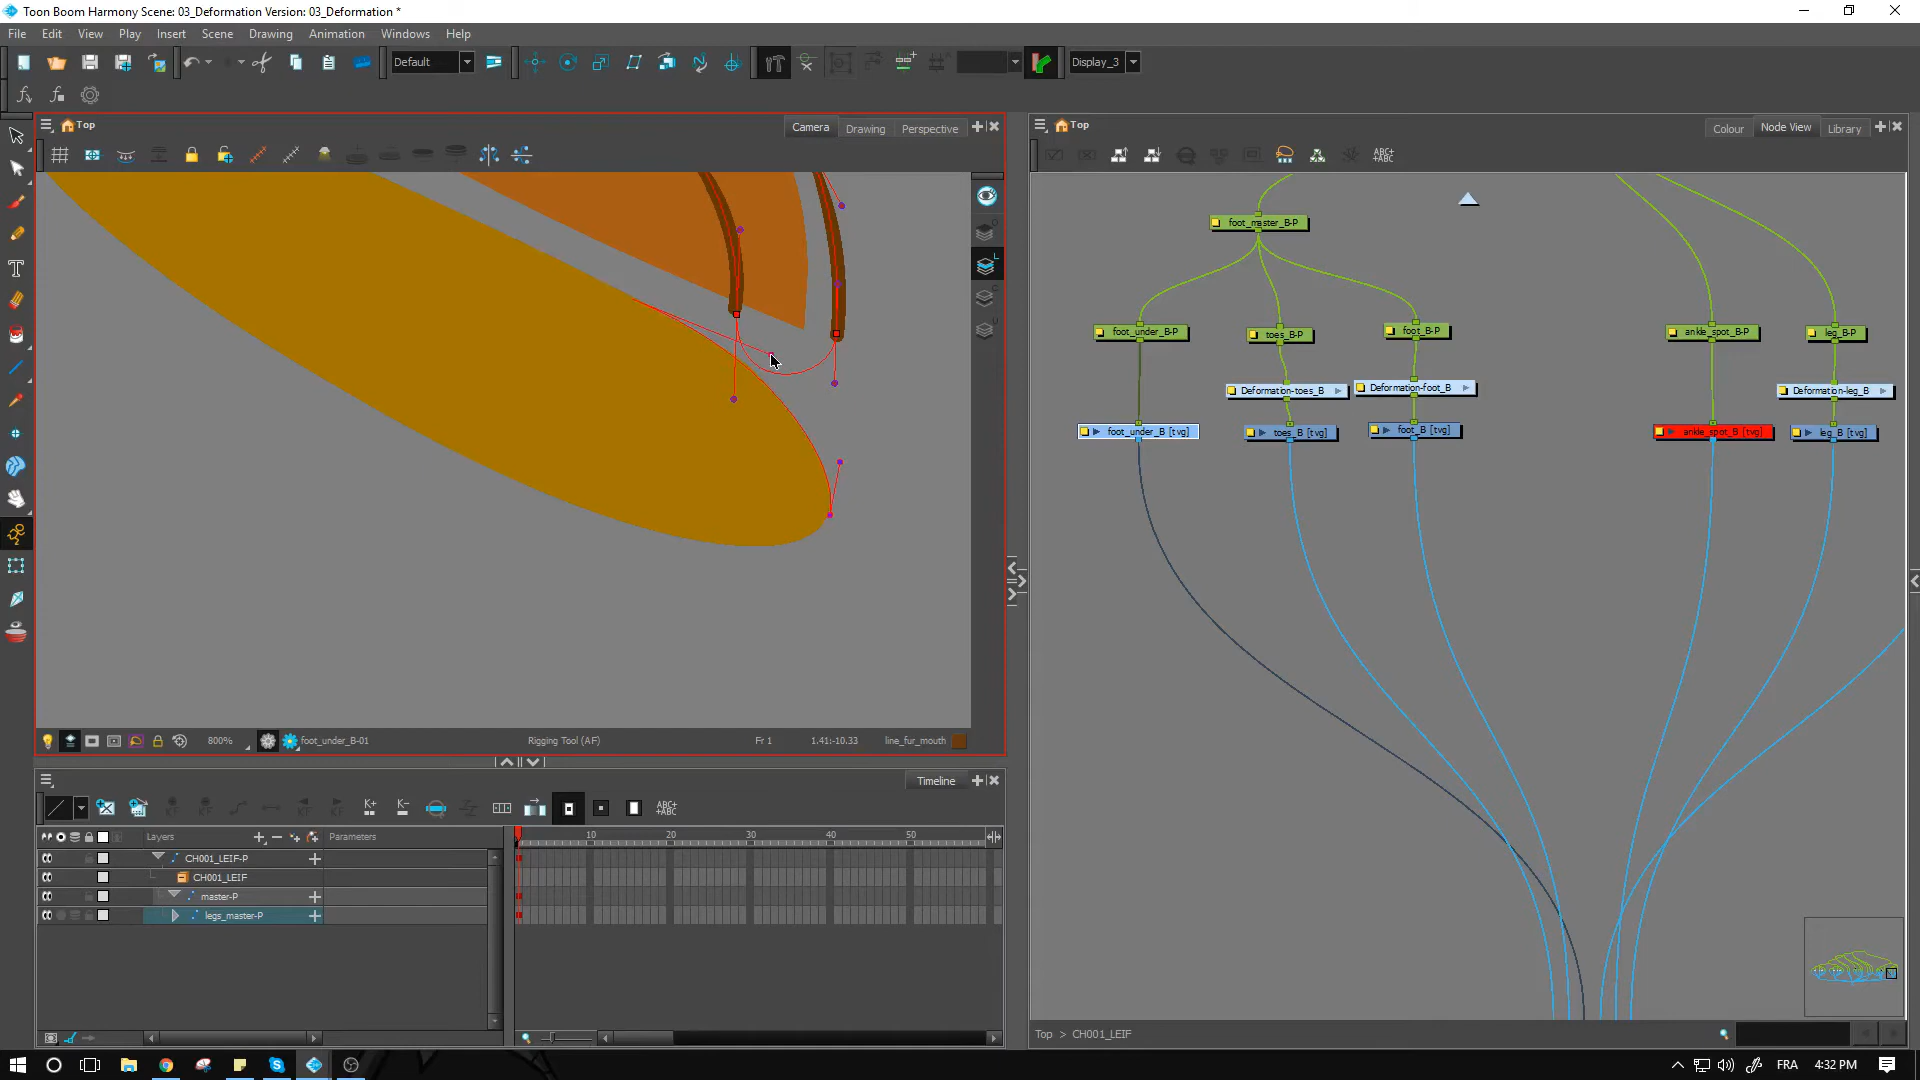 Toon Boom Harmony Scene: 03_Deformation Version: 03_Deformation *
File Edit View Play Insert Scene Drawing Animation Windows Help
Default
Display_3
Top
Camera
Drawing
Perspective
Top
Colour
Node View
Library
ABC+
ABC
foot_master_B-P
foot_under_B-P
toes_B-P
foot_B-P
ankle_spot_B-P
leg_B-P
Deformation-toes_B
Deformation-foot_B
Deformation-leg_B
foot_under_B [tvg]
toes_B [tvg]
foot_B [tvg]
ankle_spot_B [tvg]
leg_B [tvg]
800%
foot_under_B-01
Rigging Tool (AF)
Fr 1
1.41:-10.33
line_fur_mouth
Timeline
K+
K-
ABC+
+ABC
Layers
Parameters
10 20 30 40 50
CH001_LEIF-P
CH001_LEIF
master-P
legs_master-P
Top > CH001_LEIF
FRA
4:32 PM